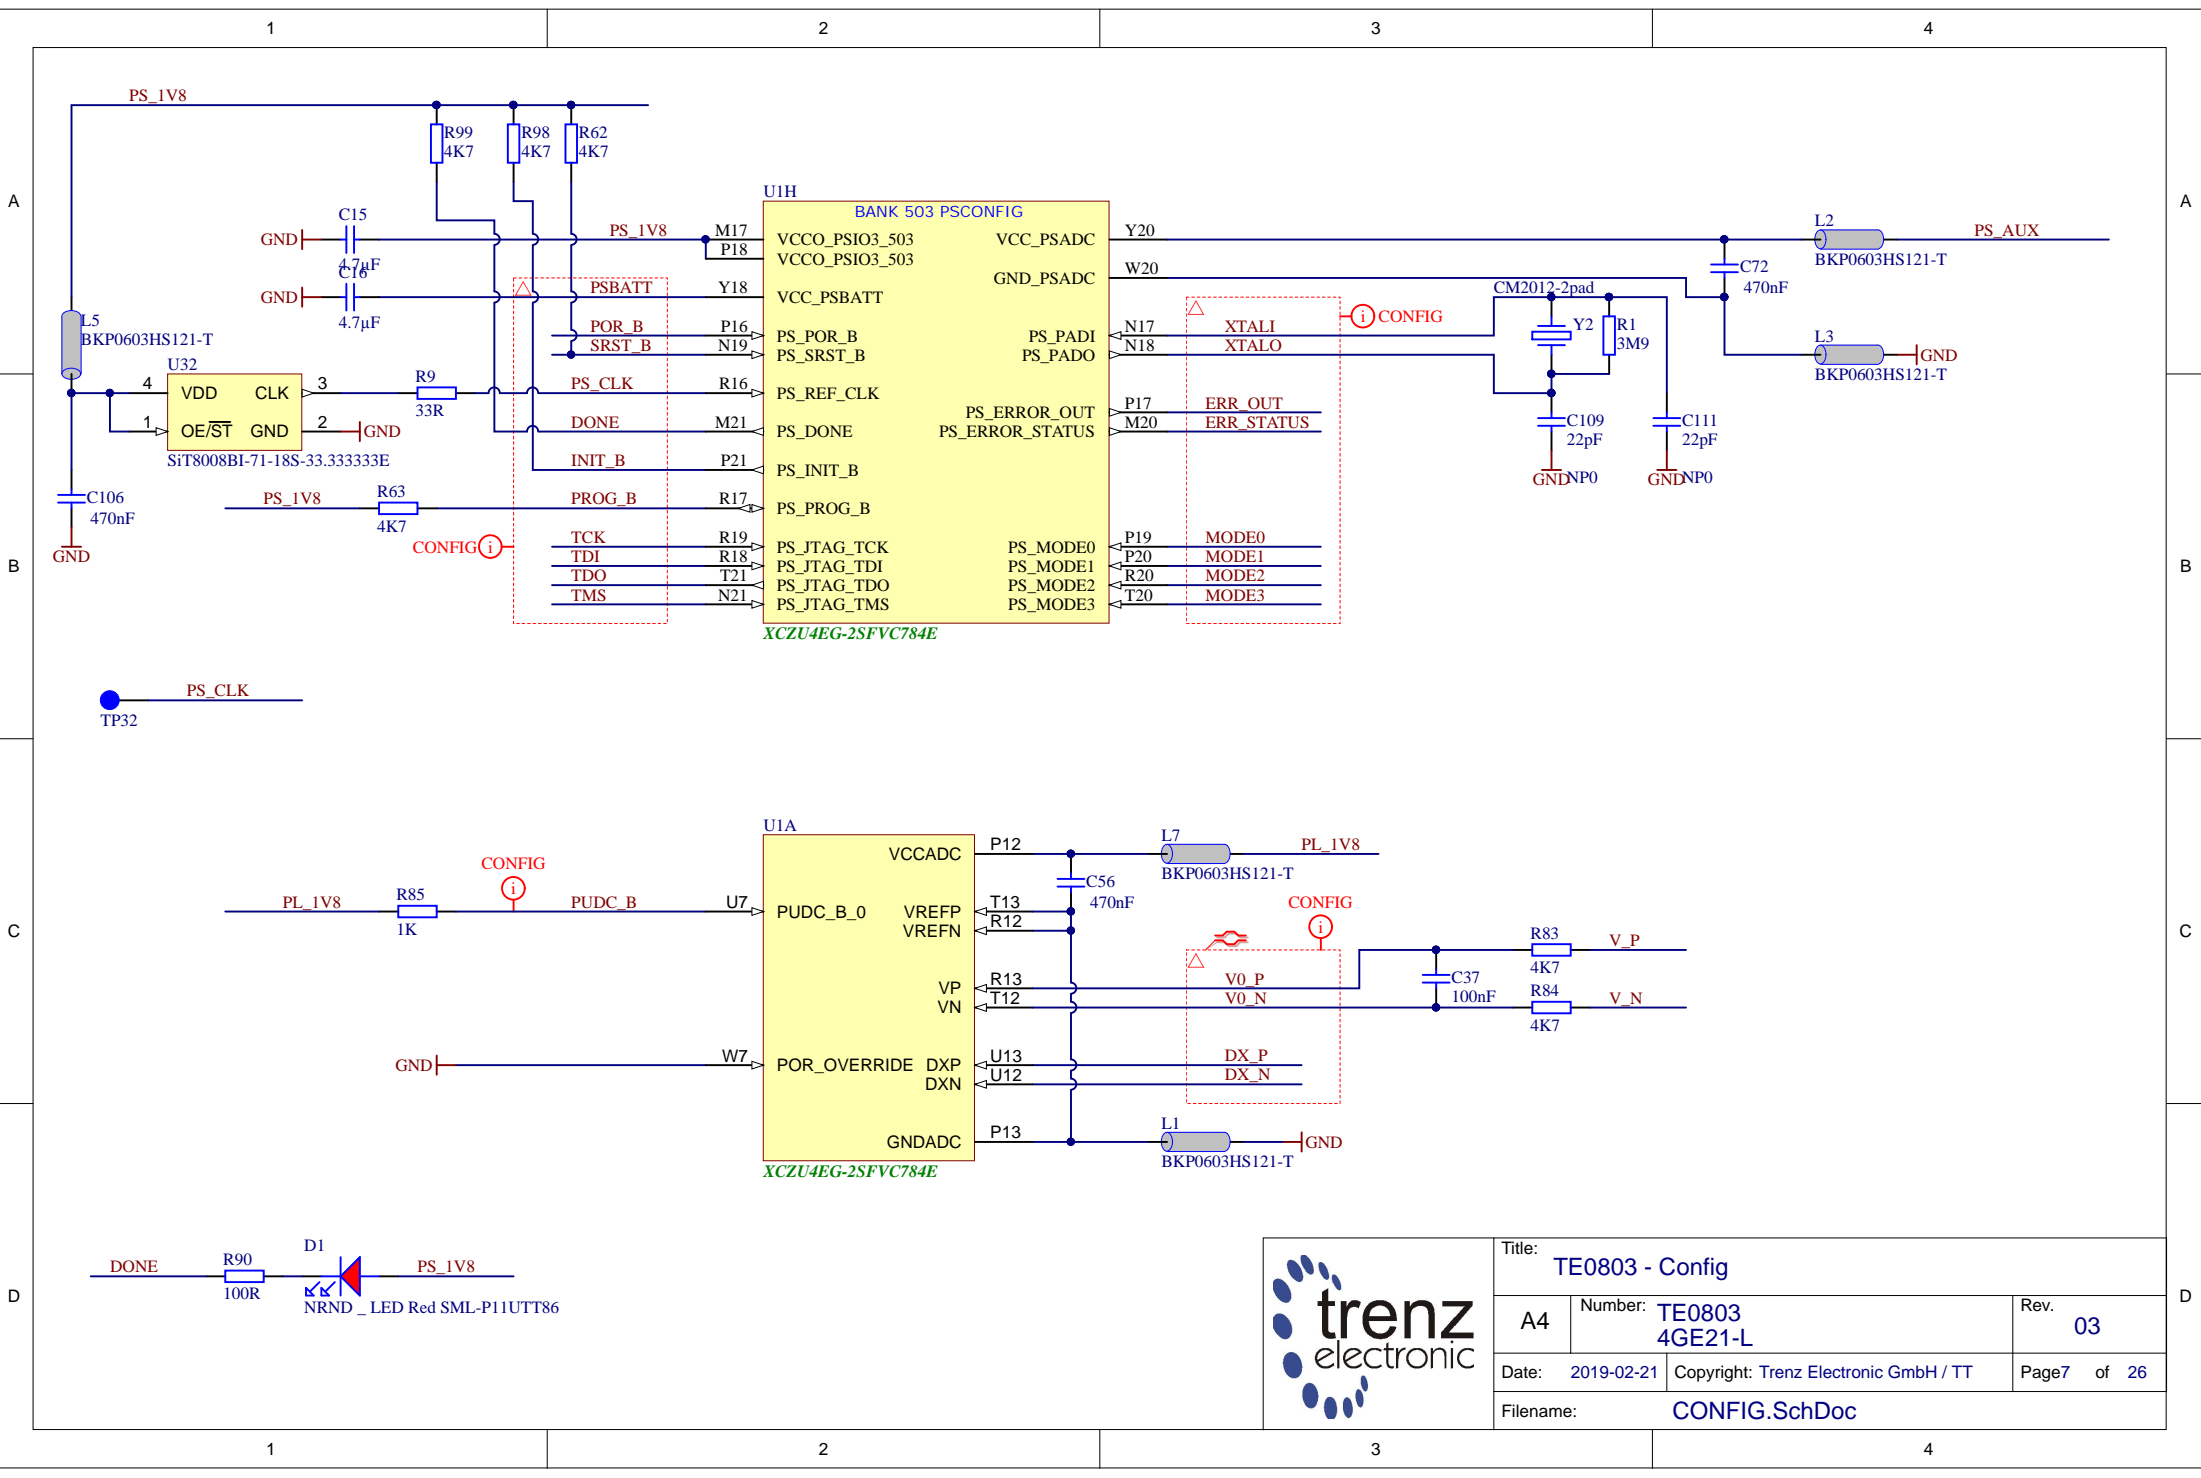 1 2 3 4
A A
B B
C C
D D
PS_1V8
R99
4K7
R98
4K7
R62
4K7
C15
GND
4.7µF
PS_1V8
C16
GND
4.7µF
PSBATT
POR_B
SRST_B
L5
BKP0603HS121-T
U32
4 VDD CLK 3
1 OE/ST GND 2
GND
SiT8008BI-71-18S-33.333333E
R9
33R
PS_CLK
DONE
INIT_B
C106
470nF
GND
PS_1V8
R63
4K7
PROG_B
CONFIG i
TCK
TDI
TDO
TMS
U1H
BANK 503 PSCONFIG
M17 VCCO_PSIO3_503
P18 VCCO_PSIO3_503
Y18 VCC_PSBATT
P16 PS_POR_B
N19 PS_SRST_B
R16 PS_REF_CLK
M21 PS_DONE
P21 PS_INIT_B
R17 PS_PROG_B
R19 PS_JTAG_TCK
R18 PS_JTAG_TDI
T21 PS_JTAG_TDO
N21 PS_JTAG_TMS
VCC_PSADC Y20
GND_PSADC W20
PS_PADI N17
PS_PADO N18
PS_ERROR_OUT P17
PS_ERROR_STATUS M20
PS_MODE0 P19
PS_MODE1 P20
PS_MODE2 R20
PS_MODE3 T20
XCZU4EG-2SFVC784E
XTALI
XTALO
ERR_OUT
ERR_STATUS
MODE0
MODE1
MODE2
MODE3
i CONFIG
CM2012-2pad
Y2
R1
3M9
C109
22pF
GND NP0
C111
22pF
GND NP0
C72
470nF
L2
BKP0603HS121-T
PS_AUX
L3
BKP0603HS121-T
GND
TP32
PS_CLK
PL_1V8
R85
1K
CONFIG
i
PUDC_B
GND
U1A
U7 PUDC_B_0
W7 POR_OVERRIDE
VCCADC P12
VREFP T13
VREFN R12
VP R13
VN T12
DXP U13
DXN U12
GNDADC P13
XCZU4EG-2SFVC784E
C56
470nF
L7
BKP0603HS121-T
PL_1V8
CONFIG
i
V0_P
V0_N
DX_P
DX_N
C37
100nF
R83
4K7
V_P
R84
4K7
V_N
L1
BKP0603HS121-T
GND
DONE
R90
100R
D1
PS_1V8
NRND _ LED Red SML-P11UTT86
trenz
electronic
Title:
TE0803 - Config
A4
Number: TE0803
4GE21-L
Rev.
03
Date: 2019-02-21
Copyright: Trenz Electronic GmbH / TT
Page7 of 26
Filename: CONFIG.SchDoc
1 2 3 4